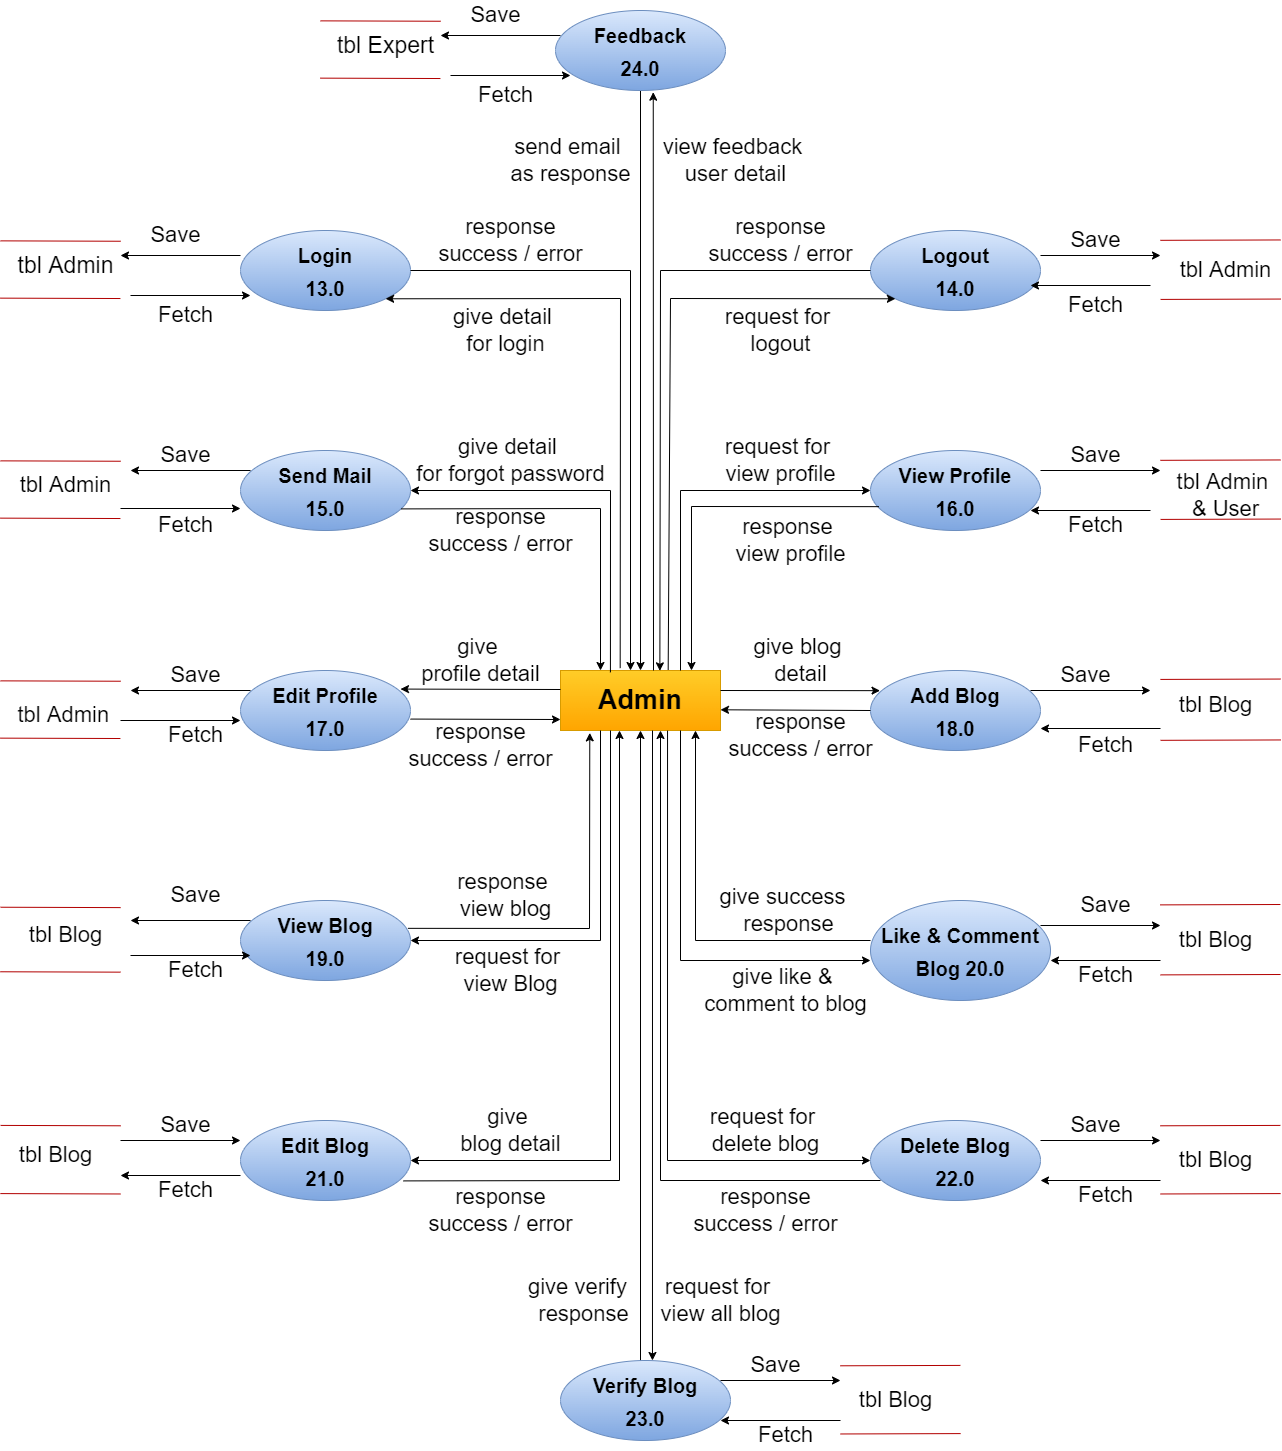 Save
tbl Expert
Fetch
Feedback
24.0
send email
as response
view feedback
user detail
Save
tbl Admin
Fetch
Login
13.0
response
success / error
give detail
for login
response
success / error
request for
logout
Logout
14.0
Save
tbl Admin
Fetch
Save
tbl Admin
Fetch
Send Mail
15.0
give detail
for forgot password
response
success / error
request for
view profile
response
view profile
View Profile
16.0
Save
tbl Admin
& User
Fetch
Save
tbl Admin
Fetch
Edit Profile
17.0
give
profile detail
response
success / error
Admin
give blog
detail
response
success / error
Add Blog
18.0
Save
tbl Blog
Fetch
Save
tbl Blog
Fetch
View Blog
19.0
response
view blog
request for
view Blog
give success
response
give like &
comment to blog
Like & Comment
Blog 20.0
Save
tbl Blog
Fetch
Save
tbl Blog
Fetch
Edit Blog
21.0
give
blog detail
response
success / error
request for
delete blog
response
success / error
Delete Blog
22.0
Save
tbl Blog
Fetch
give verify
response
request for
view all blog
Verify Blog
23.0
Save
tbl Blog
Fetch